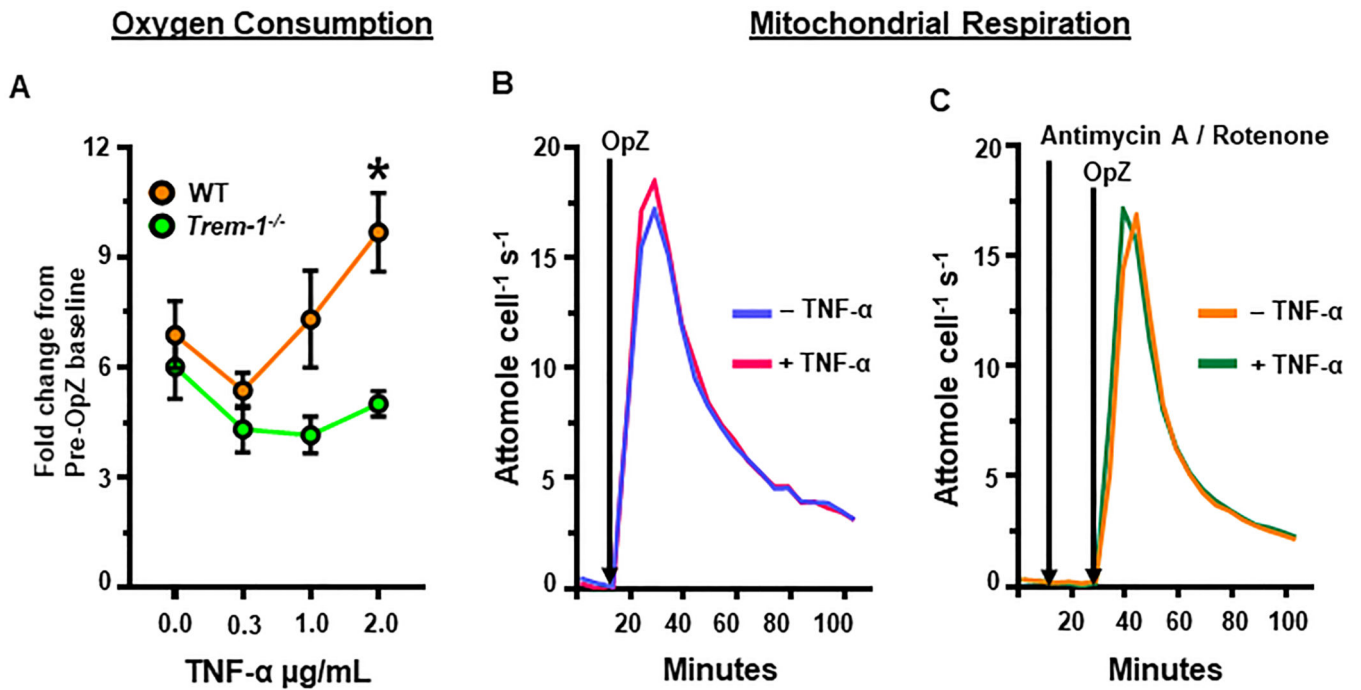 Oxygen Consumption
Mitochondrial Respiration
A
Fold change from
Pre-OpZ baseline
12
9
6
3
0
WT
Trem-1-/-
*
0.0 0.3 1.0 2.0
TNF-α µg/mL
B
Attomole cell-1 s-1
20
15
10
5
0
OpZ
– TNF-α
+ TNF-α
20 40 60 80 100
Minutes
C
Attomole cell-1 s-1
20
15
10
5
0
Antimycin A / Rotenone
OpZ
– TNF-α
+ TNF-α
20 40 60 80 100
Minutes